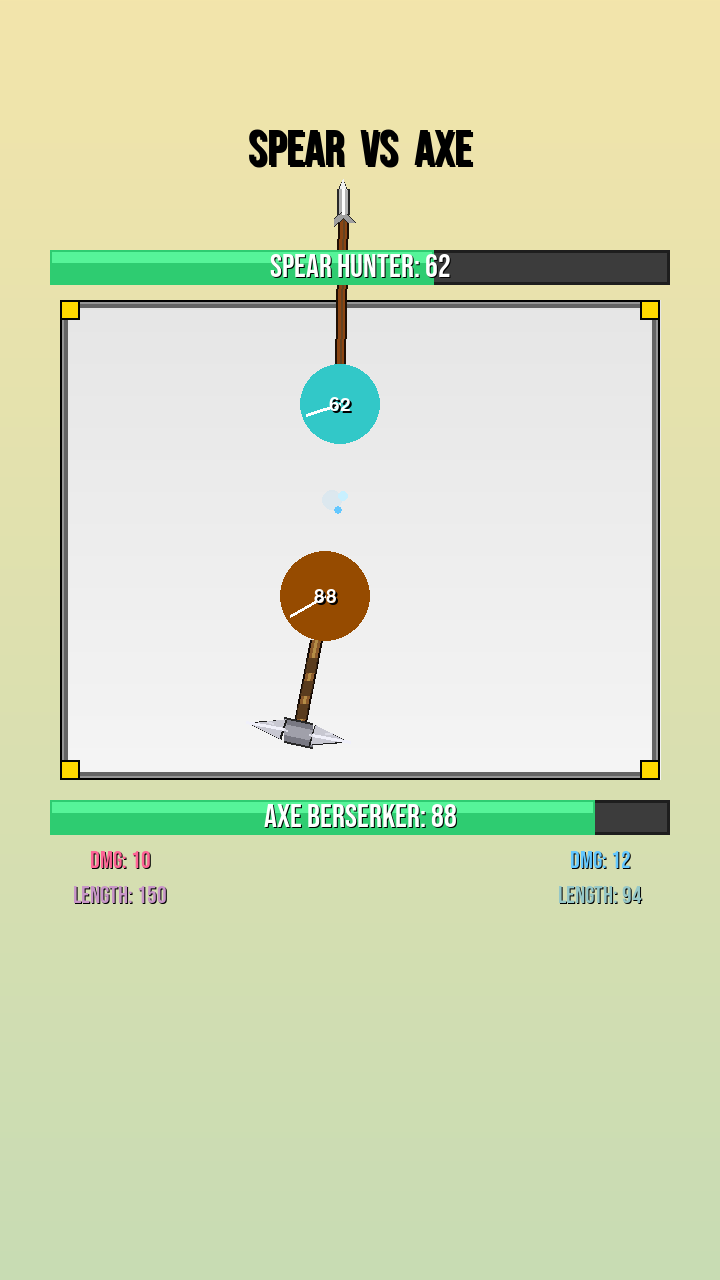 SPEAR VS AXE
SPEAR HUNTER: 62
62
88
AXE BERSERKER: 88
DMG: 10
DMG: 12
LENGTH: 150
LENGTH: 94